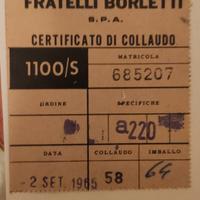 FRATELLI BORLETTI
S.P.A.
CERTIFICATO DI COLLAUDO
1100/S
MATRICOLA
685207
ORDINE
SPECIFICHE
a220
DATA
COLLAUDO
IMBALLO
-2 SET. 1965
58
64